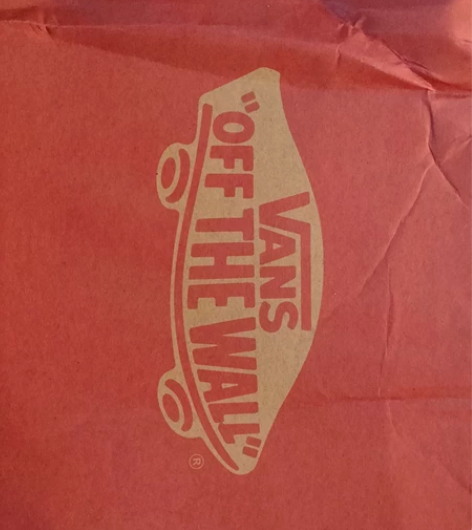 VANS
"OFF THE WALL"
®